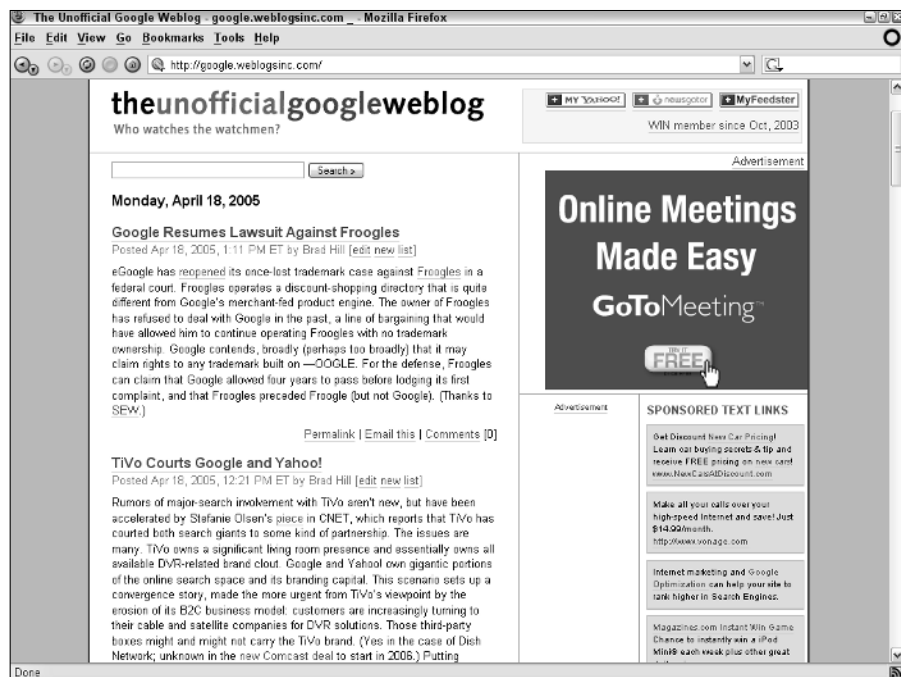 The Unofficial Google Weblog - google.weblogsinc.com _ - Mozilla Firefox
File Edit View Go Bookmarks Tools Help
http://google.weblogsinc.com/
theunofficialgoogleweblog
Who watches the watchmen?
MY YAHOO! newsgator MyFeedster
WIN member since Oct, 2003
Search >
Advertisement
Monday, April 18, 2005
Google Resumes Lawsuit Against Froogles
Posted Apr 18, 2005, 1:11 PM ET by Brad Hill [edit new list]
eGoogle has reopened its once-lost trademark case against Froogles in a
federal court. Froogles operates a discount-shopping directory that is quite
different from Google's merchant-fed product engine. The owner of Froogles
has refused to deal with Google in the past, a line of bargaining that would
have allowed him to continue operating Froogles with no trademark
ownership. Google contends, broadly (perhaps too broadly) that it may
claim rights to any trademark built on —OOGLE. For the defense, Froogles
can claim that Google allowed four years to pass before lodging its first
complaint, and that Froogles preceded Froogle (but not Google). (Thanks to
SEW.)
Permalink | Email this | Comments [0]
TiVo Courts Google and Yahoo!
Posted Apr 18, 2005, 12:21 PM ET by Brad Hill [edit new list]
Rumors of major-search involvement with TiVo aren't new, but have been
accelerated by Stefanie Olsen's piece in CNET, which reports that TiVo has
courted both search giants to some kind of partnership. The issues are
many. TiVo owns a significant living room presence and essentially owns all
available DVR-related brand clout. Google and Yahoo! own gigantic portions
of the online search space and its branding capital. This scenario sets up a
convergence story, made the more urgent from TiVo's viewpoint by the
erosion of its B2C business model: customers are increasingly turning to
their cable and satellite companies for DVR solutions. Those third-party
boxes might and might not carry the TiVo brand. (Yes in the case of Dish
Network; unknown in the new Comcast deal to start in 2006.) Putting
Online Meetings
Made Easy
GoToMeeting™
FREE
Advertisement
SPONSORED TEXT LINKS
Get Discount New Car Pricing!
Learn car buying secrets & tip and
receive FREE pricing on new cars!
www.NewCarsAtDiscount.com
Make all your calls over your
high-speed Internet and save! Just
$14.99/month.
http://www.vonage.com
Internet marketing and Google
Optimization can help your site to
rank higher in Search Engines.
Magazines.com Instant Win Game
Chance to instantly win a iPod
Mini® each week plus other great
Done